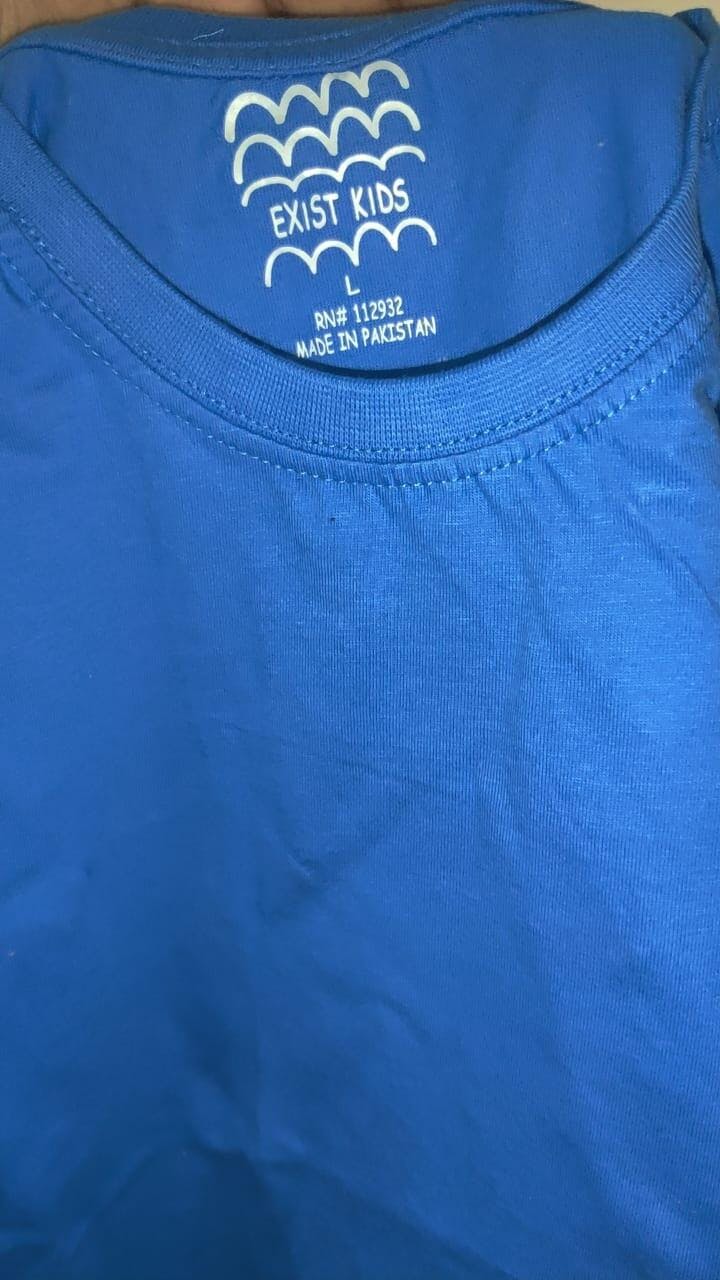 EXIST KIDS
L
RN# 112932
MADE IN PAKISTAN